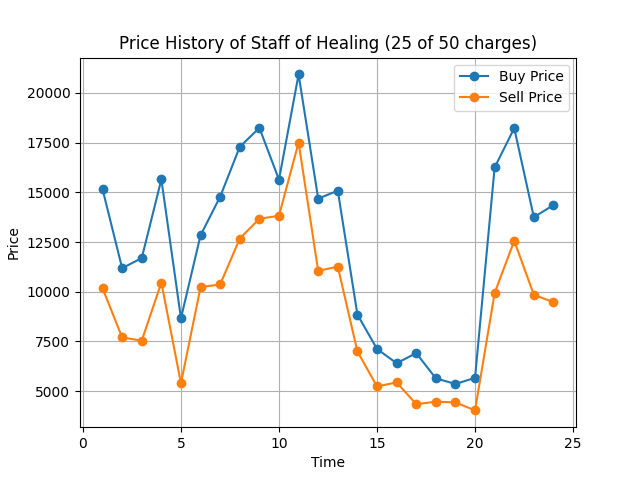 Price History of Staff of Healing (25 of 50 charges)
Buy Price
Sell Price
20000
17500
15000
12500
10000
7500
5000
Price
0 5 10 15 20 25
Time